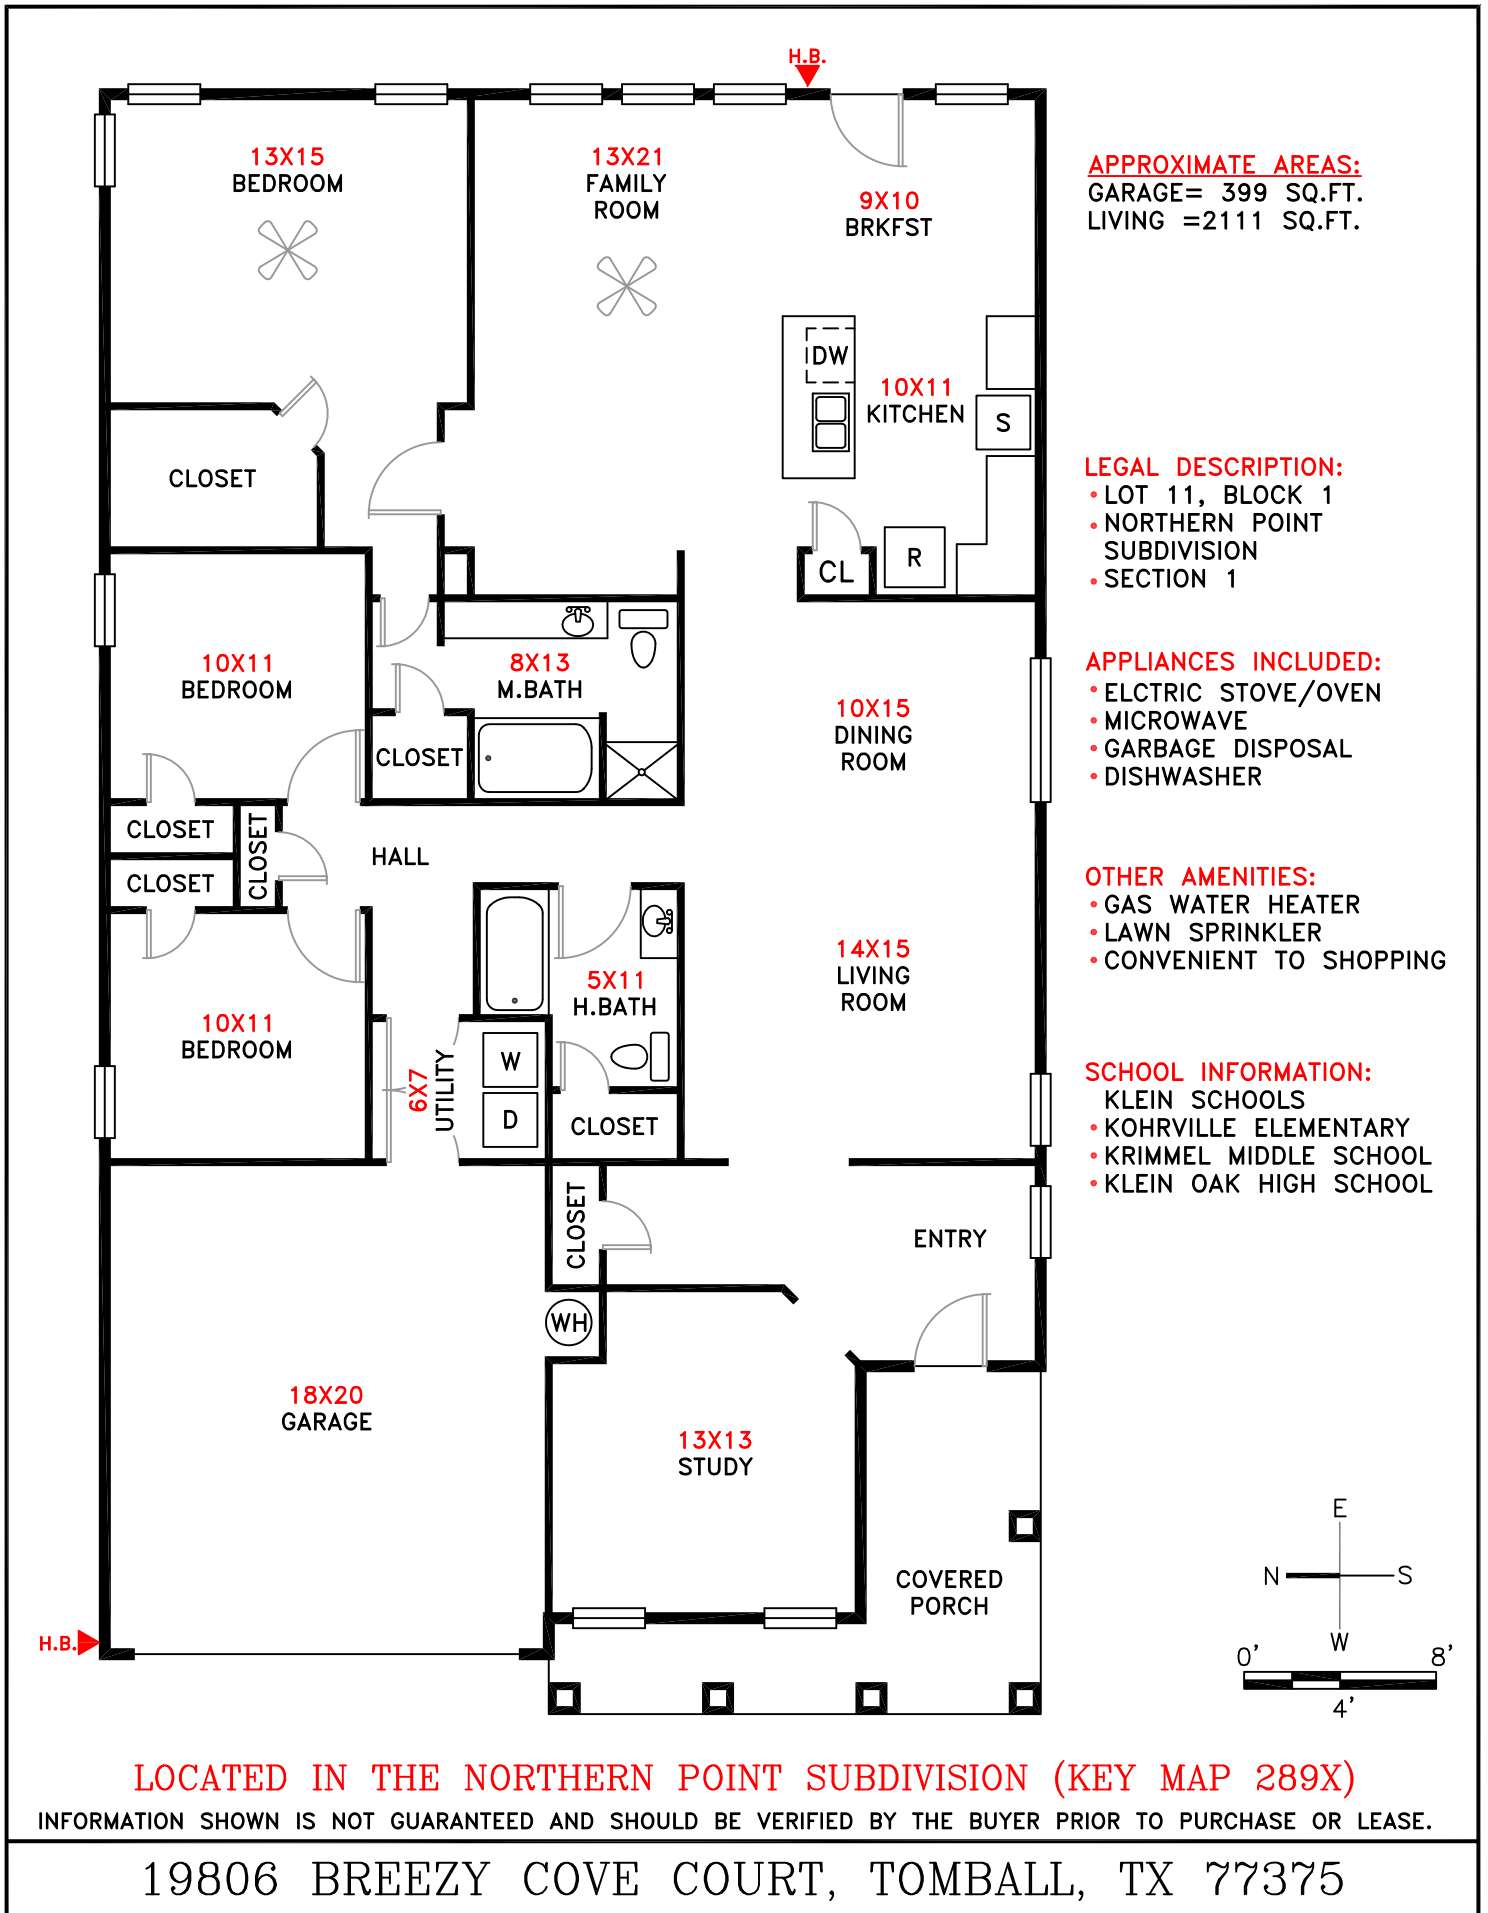 H.B.
13X15
BEDROOM
13X21
FAMILY
ROOM
9X10
BRKFST
APPROXIMATE AREAS:
GARAGE= 399 SQ.FT.
LIVING =2111 SQ.FT.
DW
10X11
KITCHEN
S
CLOSET
LEGAL DESCRIPTION:
• LOT 11, BLOCK 1
• NORTHERN POINT
SUBDIVISION
• SECTION 1
CL
R
10X11
BEDROOM
8X13
M.BATH
CLOSET
10X15
DINING
ROOM
APPLIANCES INCLUDED:
• ELCTRIC STOVE/OVEN
• MICROWAVE
• GARBAGE DISPOSAL
• DISHWASHER
CLOSET
CLOSET
CLOSET
HALL
OTHER AMENITIES:
• GAS WATER HEATER
• LAWN SPRINKLER
• CONVENIENT TO SHOPPING
14X15
LIVING
ROOM
5X11
H.BATH
10X11
BEDROOM
6X7
UTILITY
W
D
CLOSET
SCHOOL INFORMATION:
KLEIN SCHOOLS
• KOHRVILLE ELEMENTARY
• KRIMMEL MIDDLE SCHOOL
• KLEIN OAK HIGH SCHOOL
CLOSET
ENTRY
WH
18X20
GARAGE
13X13
STUDY
COVERED
PORCH
H.B.
E
N S
W
0' 8'
4'
LOCATED IN THE NORTHERN POINT SUBDIVISION (KEY MAP 289X)
INFORMATION SHOWN IS NOT GUARANTEED AND SHOULD BE VERIFIED BY THE BUYER PRIOR TO PURCHASE OR LEASE.
19806 BREEZY COVE COURT, TOMBALL, TX 77375